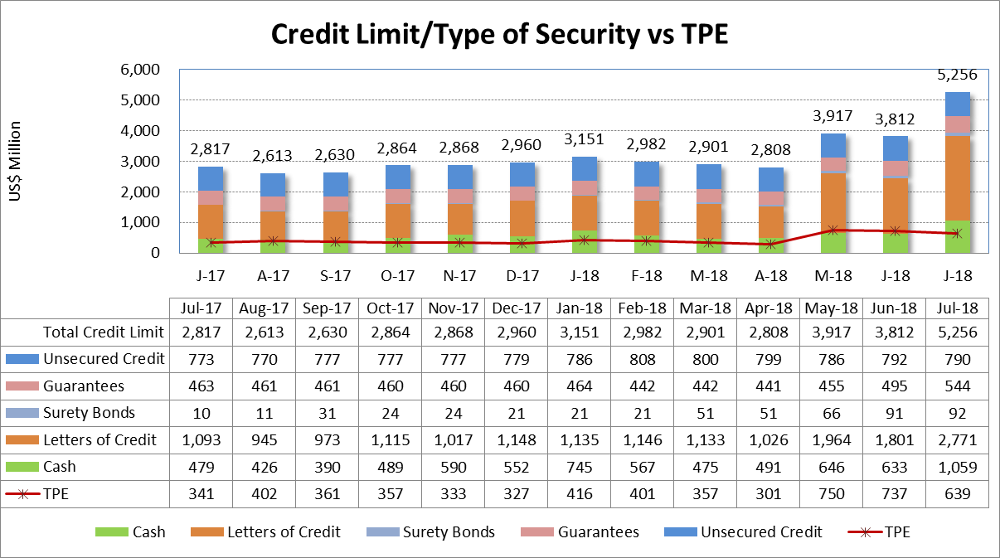 Credit Limit/Type of Security vs TPE
US$ Million
6,000
5,000
4,000
3,000
2,000
1,000
0
2,817 2,613 2,630 2,864 2,868 2,960 3,151 2,982 2,901 2,808 3,917 3,812 5,256
J-17 A-17 S-17 O-17 N-17 D-17 J-18 F-18 M-18 A-18 M-18 J-18 J-18
Jul-17 Aug-17 Sep-17 Oct-17 Nov-17 Dec-17 Jan-18 Feb-18 Mar-18 Apr-18 May-18 Jun-18 Jul-18
Total Credit Limit 2,817 2,613 2,630 2,864 2,868 2,960 3,151 2,982 2,901 2,808 3,917 3,812 5,256
Unsecured Credit 773 770 777 777 777 779 786 808 800 799 786 792 790
Guarantees 463 461 461 460 460 460 464 442 442 441 455 495 544
Surety Bonds 10 11 31 24 24 21 21 21 51 51 66 91 92
Letters of Credit 1,093 945 973 1,115 1,017 1,148 1,135 1,146 1,133 1,026 1,964 1,801 2,771
Cash 479 426 390 489 590 552 745 567 475 491 646 633 1,059
TPE 341 402 361 357 333 327 416 401 357 301 750 737 639
Cash Letters of Credit Surety Bonds Guarantees Unsecured Credit TPE